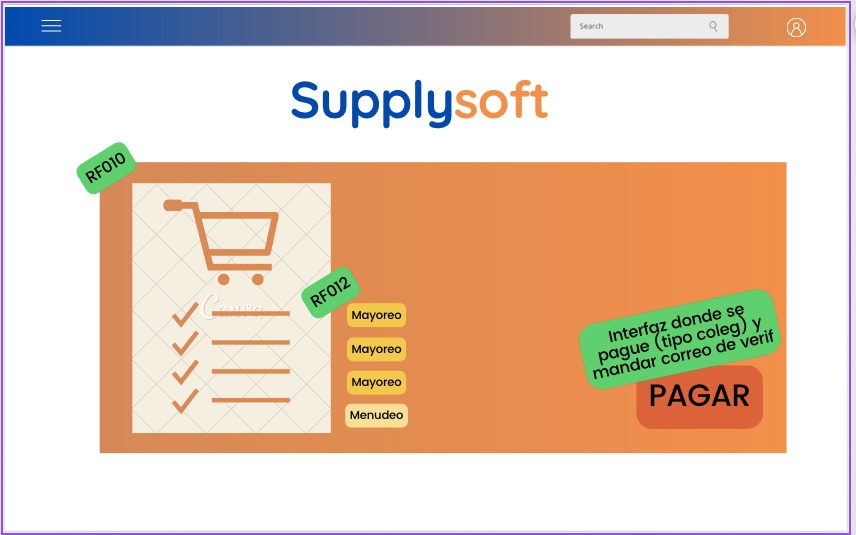 Search
Supplysoft
RF010
RF012
Canva
Mayoreo
Mayoreo
Mayoreo
Menudeo
Interfaz donde se
pague (tipo coleg) y
mandar correo de verif
PAGAR